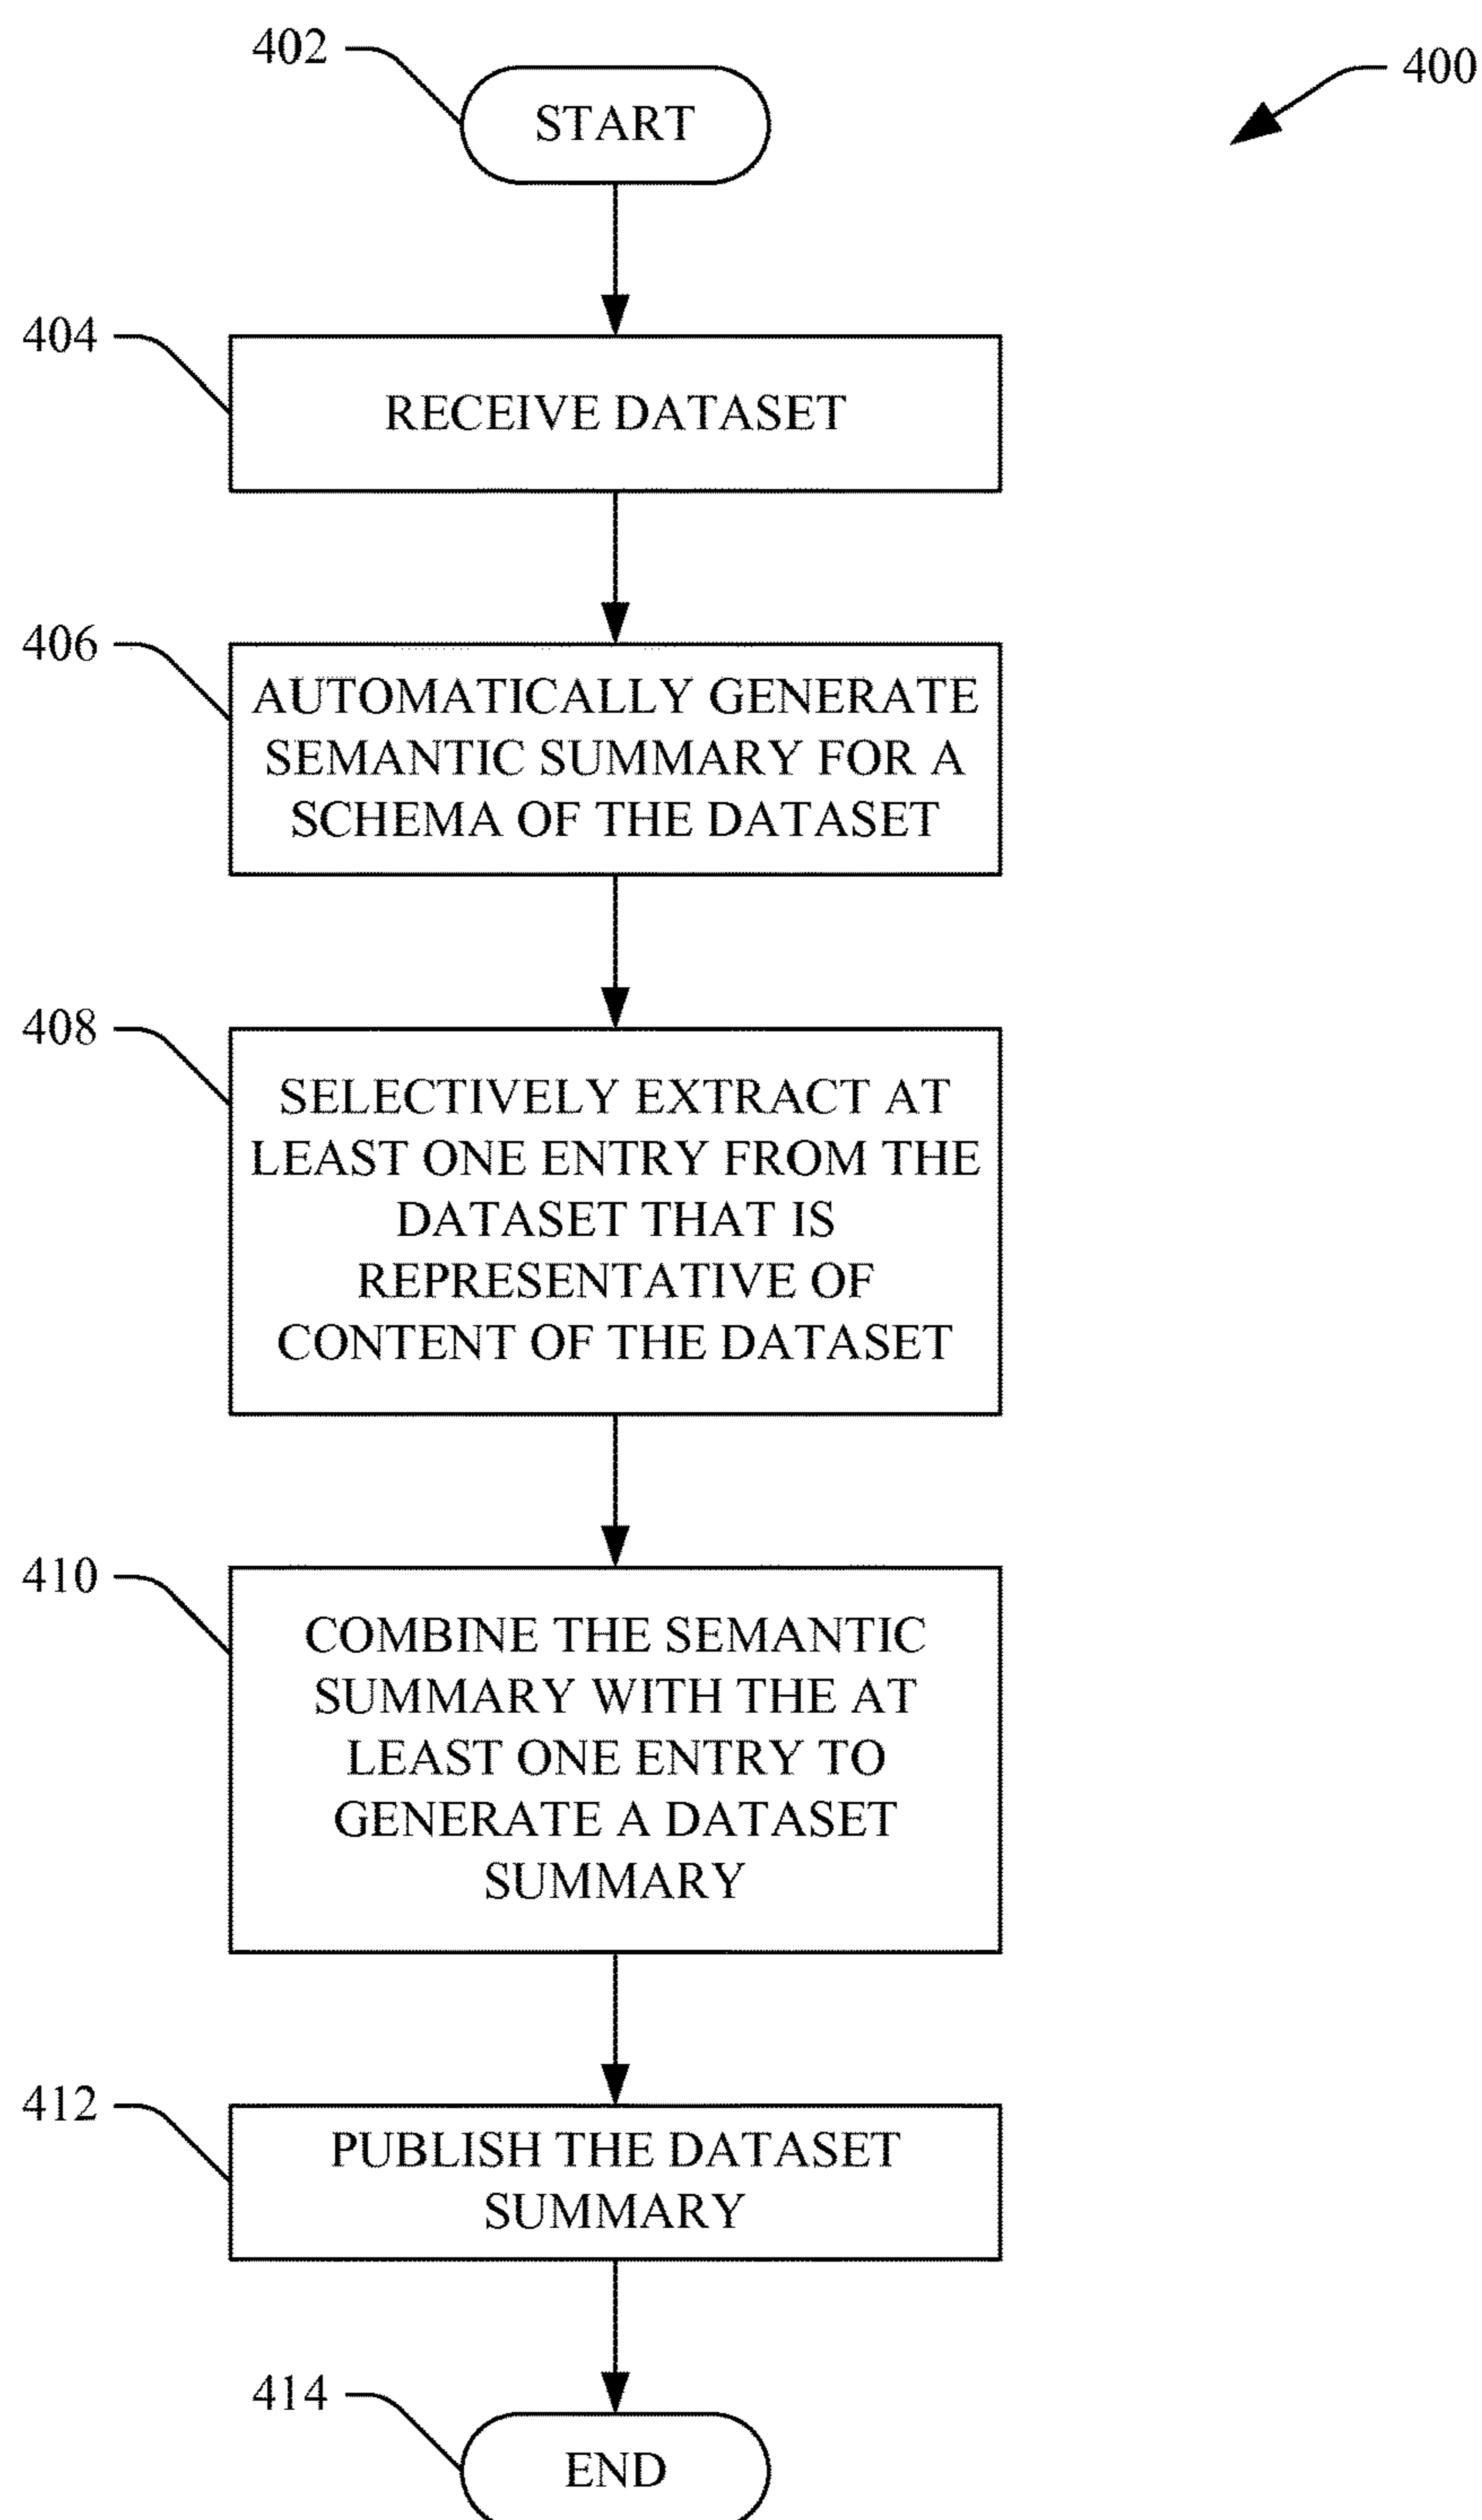 402
START
400
404
RECEIVE DATASET
406
AUTOMATICALLY GENERATE
SEMANTIC SUMMARY FOR A
SCHEMA OF THE DATASET
408
SELECTIVELY EXTRACT AT
LEAST ONE ENTRY FROM THE
DATASET THAT IS
REPRESENTATIVE OF
CONTENT OF THE DATASET
410
COMBINE THE SEMANTIC
SUMMARY WITH THE AT
LEAST ONE ENTRY TO
GENERATE A DATASET
SUMMARY
412
PUBLISH THE DATASET
SUMMARY
414
END